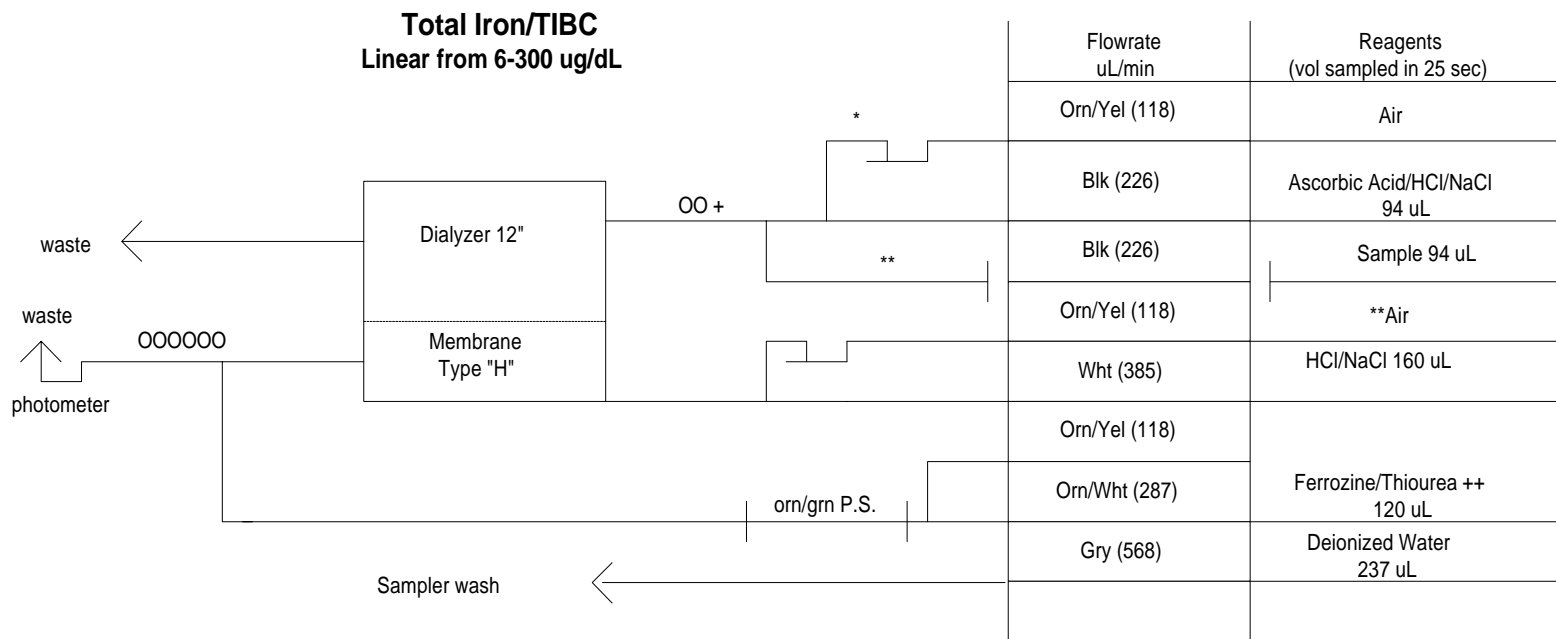 Total Iron/TIBC
Linear from 6-300 ug/dL
Flowrate
uL/min
Reagents
(vol sampled in 25 sec)
Orn/Yel (118)
Air
*
Blk (226)
Ascorbic Acid/HCl/NaCl
94 uL
OO +
Dialyzer 12"
waste
Blk (226)
Sample 94 uL
**
Orn/Yel (118)
**Air
waste
OOOOOO
Membrane
Type "H"
Wht (385)
HCl/NaCl 160 uL
photometer
Orn/Yel (118)
orn/grn P.S.
Orn/Wht (287)
Ferrozine/Thiourea ++
120 uL
Gry (568)
Deionized Water
237 uL
Sampler wash